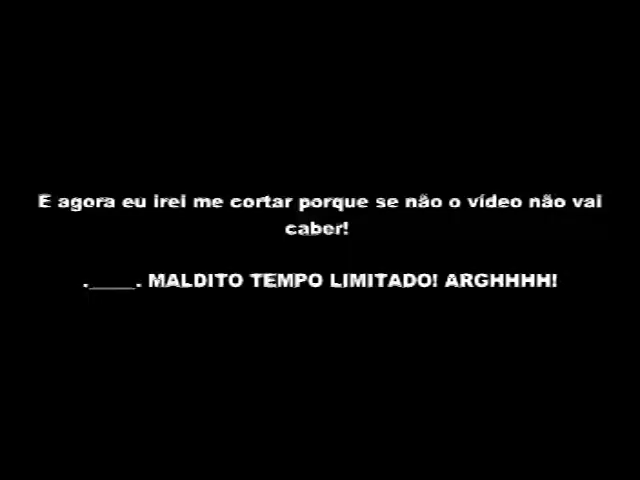 E agora eu irei me cortar porque se não o vídeo não vai
caber!
._____. MALDITO TEMPO LIMITADO! ARGHHHH!